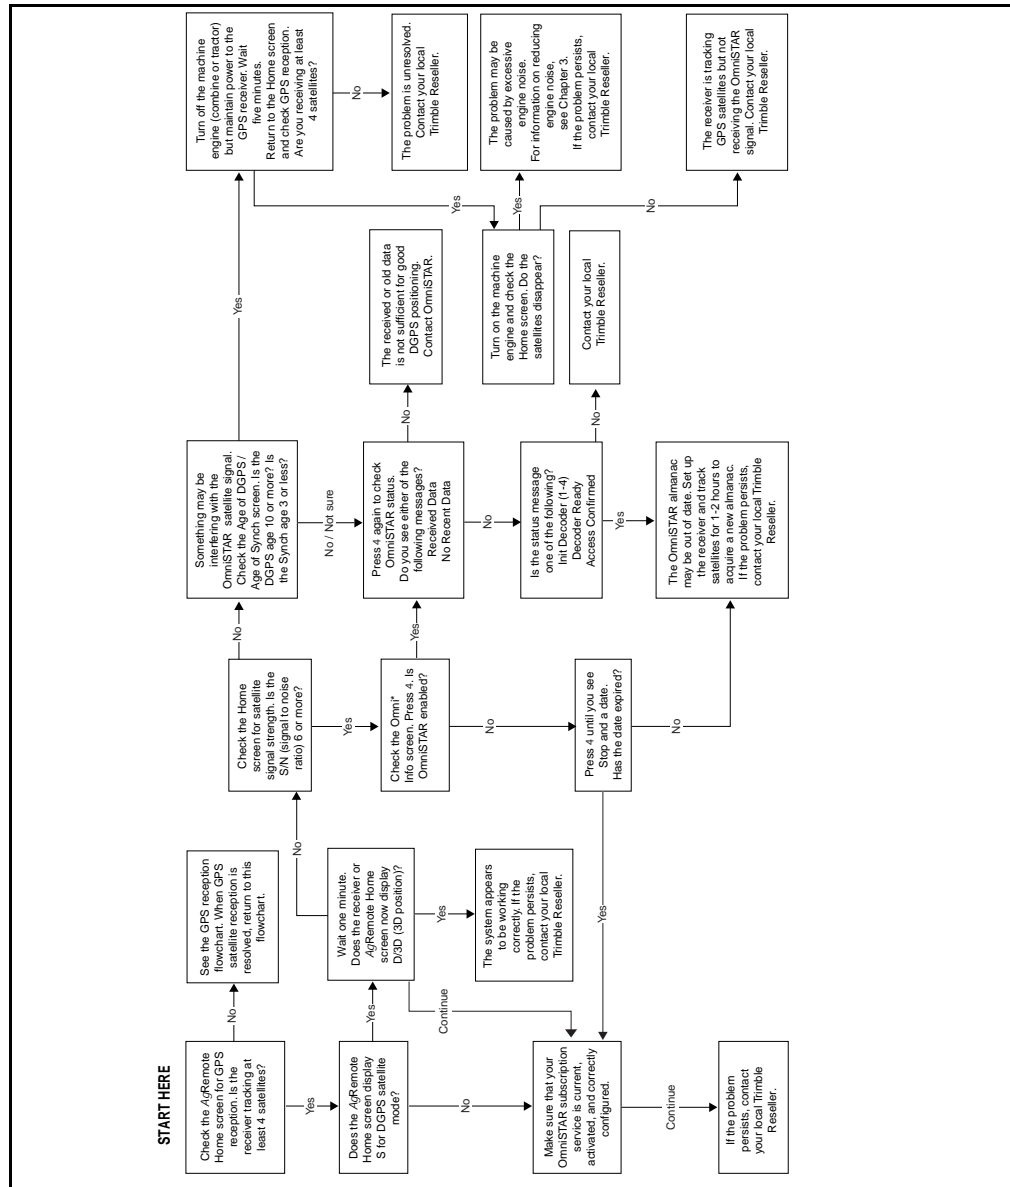 START HERE
Check the AgRemote
Home screen for GPS
reception. Is the
receiver tracking at
least 4 satellites?
No
See the GPS reception
flowchart. When GPS
satellite reception is
resolved, return to this
flowchart.
Yes
Does the AgRemote
Home screen display
S for DGPS satellite
mode?
Yes
Wait one minute.
Does the receiver or
AgRemote Home
screen now display
D/3D (3D position)?
No
Continue
Yes
The system appears
to be working
correctly. If the
problem persists,
contact your local
Trimble Reseller.
No
Make sure that your
OmniSTAR subscription
service is current,
activated, and correctly
configured.
Continue
If the problem
persists, contact
your local Trimble
Reseller.
Check the Home
screen for satellite
signal strength. Is the
S/N (signal to noise
ratio) 6 or more?
No
Yes
Check the Omni*
Info screen. Press 4. Is
OmniSTAR enabled?
Yes
No
Press 4 until you see
Stop and a date.
Has the date expired?
Yes
No
Something may be
interfering with the
OmniSTAR satellite signal.
Check the Age of DGPS /
Age of Synch screen. Is the
DGPS age 10 or more? Is
the Synch age 3 or less?
Yes
No / Not sure
Press 4 again to check
OmniSTAR status.
Do you see either of the
following messages?
Received Data
No Recent Data
No
The received or old data
is not sufficient for good
DGPS positioning.
Contact OmniSTAR.
No
Is the status message
one of the following?
Init Decoder (1-4)
Decoder Ready
Access Confirmed
No
Contact your local
Trimble Reseller.
Yes
The OmniSTAR almanac
may be out of date. Set up
the receiver and track
satellites for 1-2 hours to
acquire a new almanac.
If the problem persists,
contact your local Trimble
Reseller.
Turn off the machine
engine (combine or tractor)
but maintain power to the
GPS receiver. Wait
five minutes.
Return to the Home screen
and check GPS reception.
Are you receiving at least
4 satellites?
No
The problem is unresolved.
Contact your local
Trimble Reseller.
Yes
Turn on the machine
engine and check the
Home screen. Do the
satellites disappear?
Yes
The problem may be
caused by excessive
engine noise.
For information on reducing
engine noise,
see Chapter 3.
If the problem persists,
contact your local
Trimble Reseller.
No
The receiver is tracking
GPS satellites but not
receiving the OmniSTAR
signal. Contact your local
Trimble Reseller.